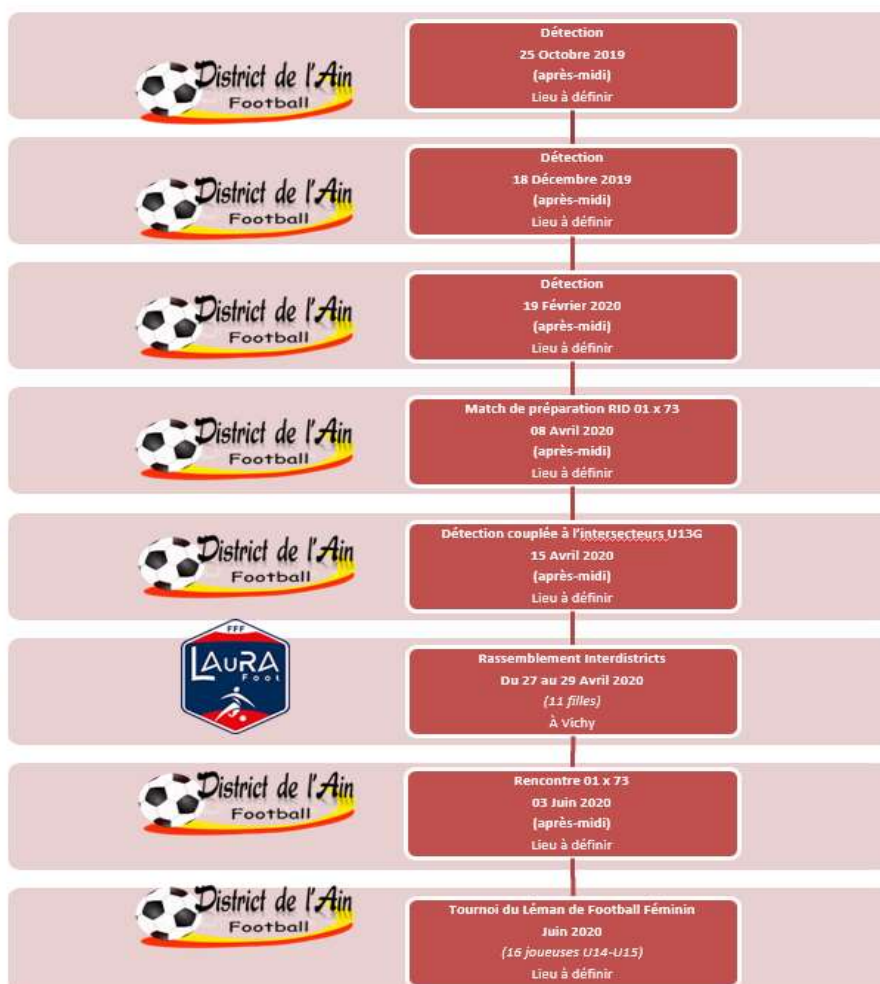 District de l'Ain
Football
Détection
25 Octobre 2019
(après-midi)
Lieu à définir
District de l'Ain
Football
Détection
18 Décembre 2019
(après-midi)
Lieu à définir
District de l'Ain
Football
Détection
19 Février 2020
(après-midi)
Lieu à définir
District de l'Ain
Football
Match de préparation RID 01 x 73
08 Avril 2020
(après-midi)
Lieu à définir
District de l'Ain
Football
Détection couplée à l'intersecteurs U13G
15 Avril 2020
(après-midi)
Lieu à définir
FFF
LAuRA
Foot
Rassemblement Interdistricts
Du 27 au 29 Avril 2020
(11 filles)
À Vichy
District de l'Ain
Football
Rencontre 01 x 73
03 Juin 2020
(après-midi)
Lieu à définir
District de l'Ain
Football
Tournoi du Léman de Football Féminin
Juin 2020
(16 joueuses U14-U15)
Lieu à définir